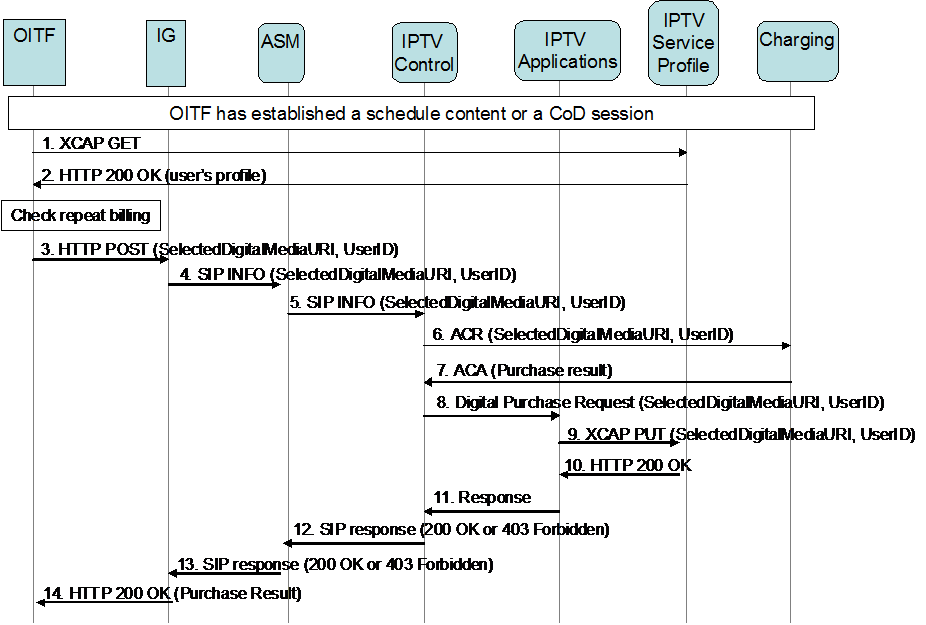 OITF
IG
ASM
IPTV
Control
IPTV
Applications
IPTV
Service
Profile
Charging
OITF has established a schedule content or a CoD session
1. XCAP GET
2. HTTP 200 OK (user's profile)
Check repeat billing
3. HTTP POST (SelectedDigitalMediaURI, UserID)
4. SIP INFO (SelectedDigitalMediaURI, UserID)
5. SIP INFO (SelectedDigitalMediaURI, UserID)
6. ACR (SelectedDigitalMediaURI, UserID)
7. ACA (Purchase result)
8. Digital Purchase Request (SelectedDigitalMediaURI, UserID)
9. XCAP PUT (SelectedDigitalMediaURI, UserID)
10. HTTP 200 OK
11. Response
12. SIP response (200 OK or 403 Forbidden)
13. SIP response (200 OK or 403 Forbidden)
14. HTTP 200 OK (Purchase Result)